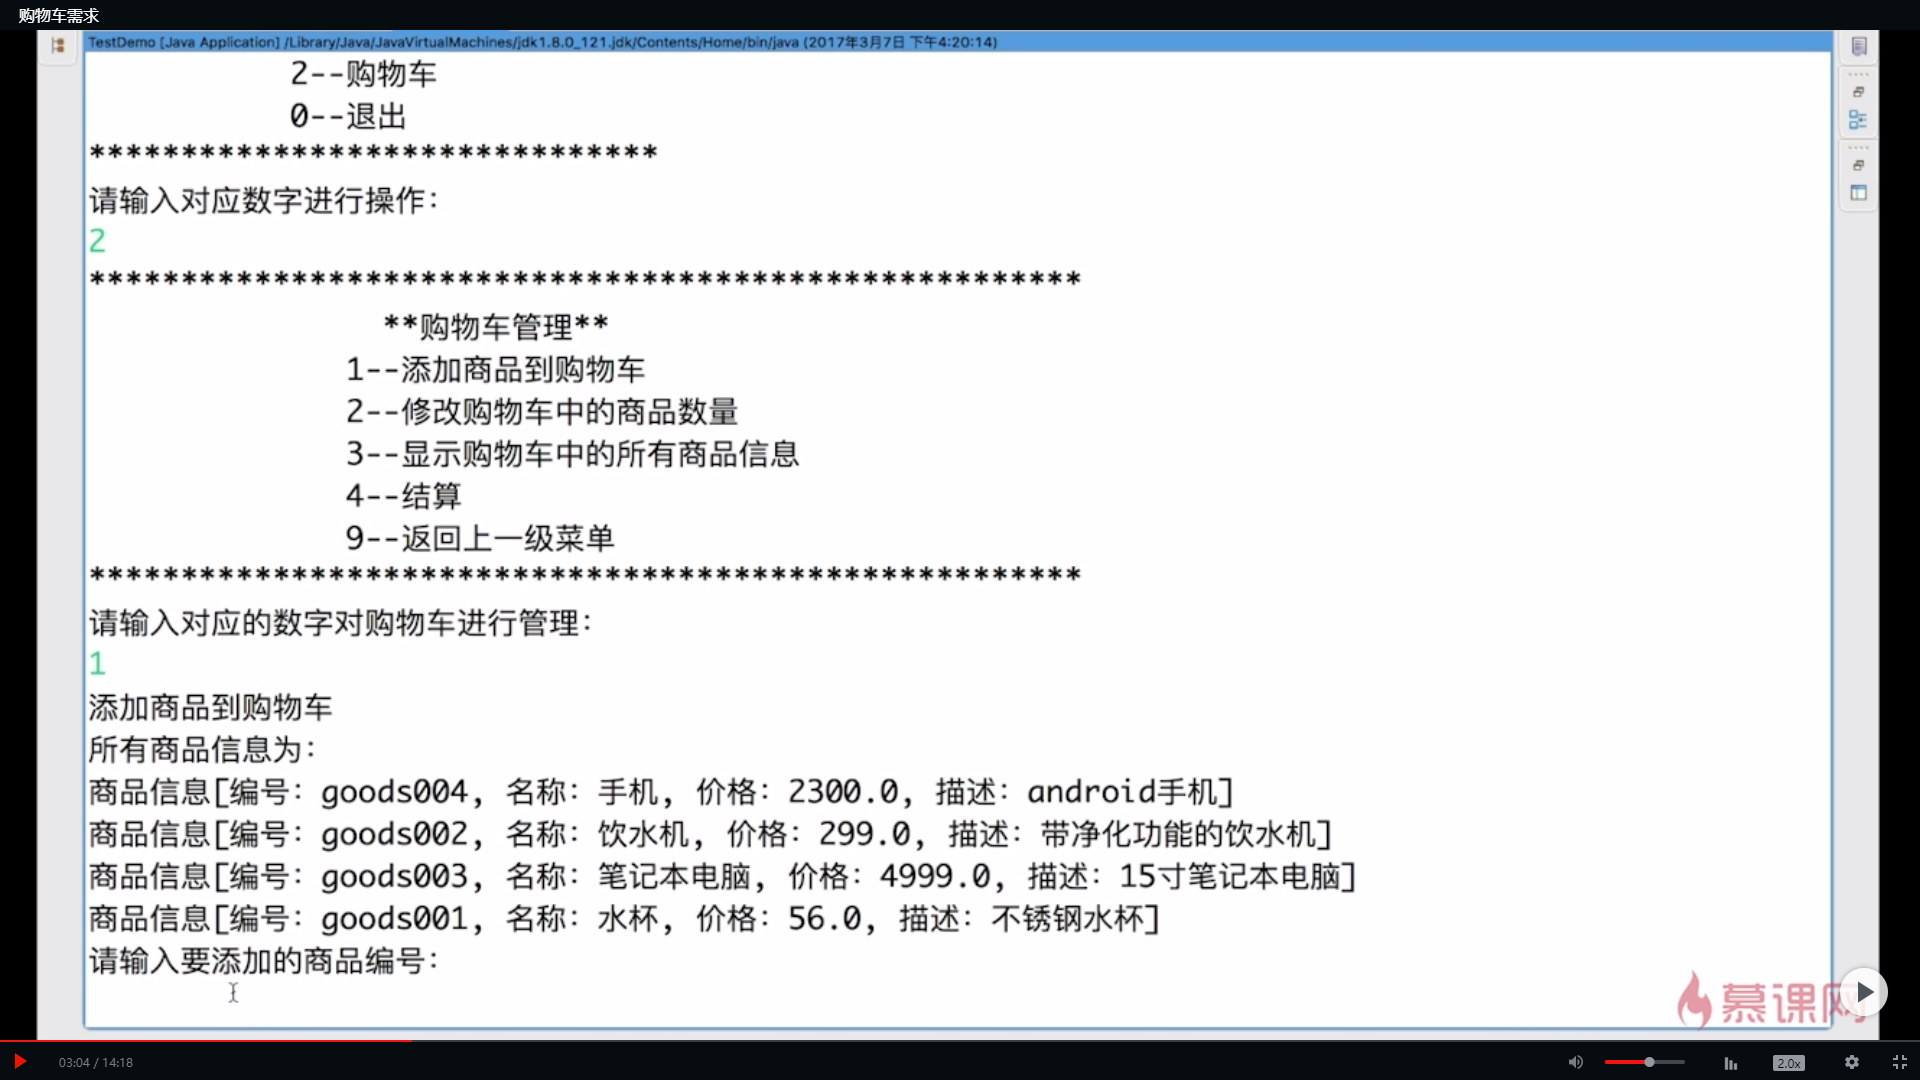 购物车需求
TestDemo [Java Application] /Library/Java/JavaVirtualMachines/jdk1.8.0_121.jdk/Contents/Home/bin/java (2017年3月7日 下午4:20:14)
2--购物车
0--退出
*******************************
请输入对应数字进行操作：
2
******************************************************
**购物车管理**
1--添加商品到购物车
2--修改购物车中的商品数量
3--显示购物车中的所有商品信息
4--结算
9--返回上一级菜单
******************************************************
请输入对应的数字对购物车进行管理：
1
添加商品到购物车
所有商品信息为：
商品信息[编号：goods004, 名称：手机, 价格：2300.0, 描述：android手机]
商品信息[编号：goods002, 名称：饮水机, 价格：299.0, 描述：带净化功能的饮水机]
商品信息[编号：goods003, 名称：笔记本电脑, 价格：4999.0, 描述：15寸笔记本电脑]
商品信息[编号：goods001, 名称：水杯, 价格：56.0, 描述：不锈钢水杯]
请输入要添加的商品编号：
慕课网
03:04 / 14:18
2.0x